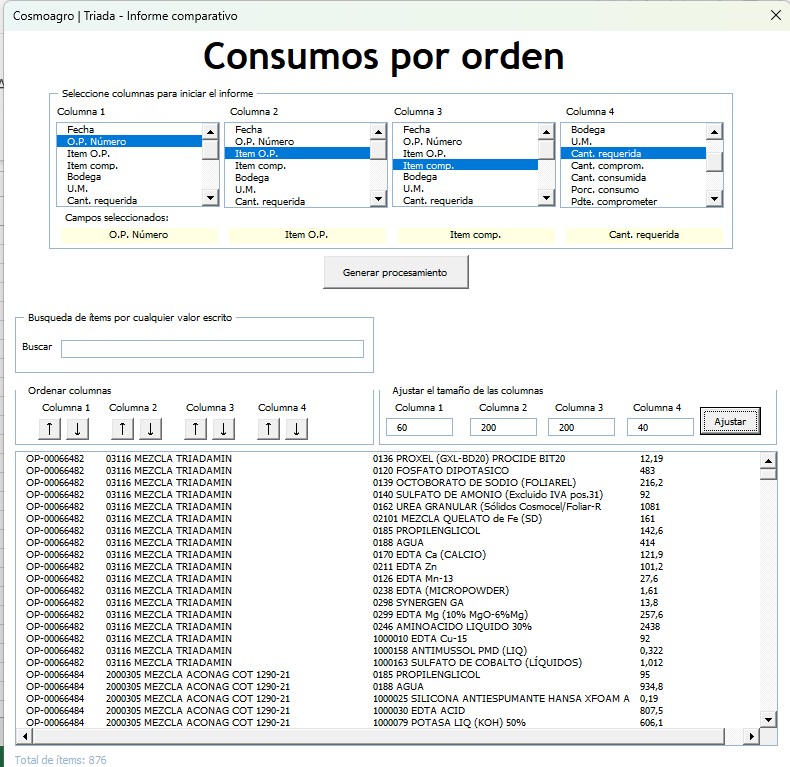 Cosmoagro | Triada - Informe comparativo
Consumos por orden
Seleccione columnas para iniciar el informe
Columna 1 Columna 2 Columna 3 Columna 4
Fecha Fecha Fecha Bodega
O.P. Número O.P. Número O.P. Número U.M.
Item O.P. Item O.P. Item O.P. Cant. requerida
Item comp. Item comp. Item comp. Cant. comprom.
Bodega Bodega Bodega Cant. consumida
U.M. U.M. U.M. Porc. consumo
Cant. requerida Cant. requerida Cant. requerida Pdte. comprometer
Campos seleccionados:
O.P. Número Item O.P. Item comp. Cant. requerida
Generar procesamiento
Busqueda de ítems por cualquier valor escrito
Buscar
Ordenar columnas
Columna 1 Columna 2 Columna 3 Columna 4
↑ ↓ ↑ ↓ ↑ ↓ ↑ ↓
Ajustar el tamaño de las columnas
Columna 1 Columna 2 Columna 3 Columna 4
60 200 200 40 Ajustar
OP-00066482 03116 MEZCLA TRIADAMIN 0136 PROXEL (GXL-BD20) PROCIDE BIT20 12,19
OP-00066482 03116 MEZCLA TRIADAMIN 0120 FOSFATO DIPOTASICO 483
OP-00066482 03116 MEZCLA TRIADAMIN 0139 OCTOBORATO DE SODIO (FOLIAREL) 216,2
OP-00066482 03116 MEZCLA TRIADAMIN 0140 SULFATO DE AMONIO (Excluido IVA pos.31) 92
OP-00066482 03116 MEZCLA TRIADAMIN 0162 UREA GRANULAR (Sólidos Cosmocel/Foliar-R 1081
OP-00066482 03116 MEZCLA TRIADAMIN 02101 MEZCLA QUELATO de Fe (SD) 161
OP-00066482 03116 MEZCLA TRIADAMIN 0185 PROPILENGLICOL 142,6
OP-00066482 03116 MEZCLA TRIADAMIN 0188 AGUA 414
OP-00066482 03116 MEZCLA TRIADAMIN 0170 EDTA Ca (CALCIO) 121,9
OP-00066482 03116 MEZCLA TRIADAMIN 0211 EDTA Zn 101,2
OP-00066482 03116 MEZCLA TRIADAMIN 0126 EDTA Mn-13 27,6
OP-00066482 03116 MEZCLA TRIADAMIN 0238 EDTA (MICROPOWDER) 1,61
OP-00066482 03116 MEZCLA TRIADAMIN 0298 SYNERGEN GA 13,8
OP-00066482 03116 MEZCLA TRIADAMIN 0299 EDTA Mg (10% MgO-6%Mg) 257,6
OP-00066482 03116 MEZCLA TRIADAMIN 0246 AMINOACIDO LIQUIDO 30% 2438
OP-00066482 03116 MEZCLA TRIADAMIN 1000010 EDTA Cu-15 92
OP-00066482 03116 MEZCLA TRIADAMIN 1000158 ANTIMUSSOL PMD (LIQ) 0,322
OP-00066482 03116 MEZCLA TRIADAMIN 1000163 SULFATO DE COBALTO (LÍQUIDOS) 1,012
OP-00066484 2000305 MEZCLA ACONAG COT 1290-21 0185 PROPILENGLICOL 95
OP-00066484 2000305 MEZCLA ACONAG COT 1290-21 0188 AGUA 934,8
OP-00066484 2000305 MEZCLA ACONAG COT 1290-21 1000025 SILICONA ANTIESPUMANTE HANSA XFOAM A 0,19
OP-00066484 2000305 MEZCLA ACONAG COT 1290-21 1000030 EDTA ACID 807,5
OP-00066484 2000305 MEZCLA ACONAG COT 1290-21 1000079 POTASA LIQ (KOH) 50% 606,1
Total de ítems: 876